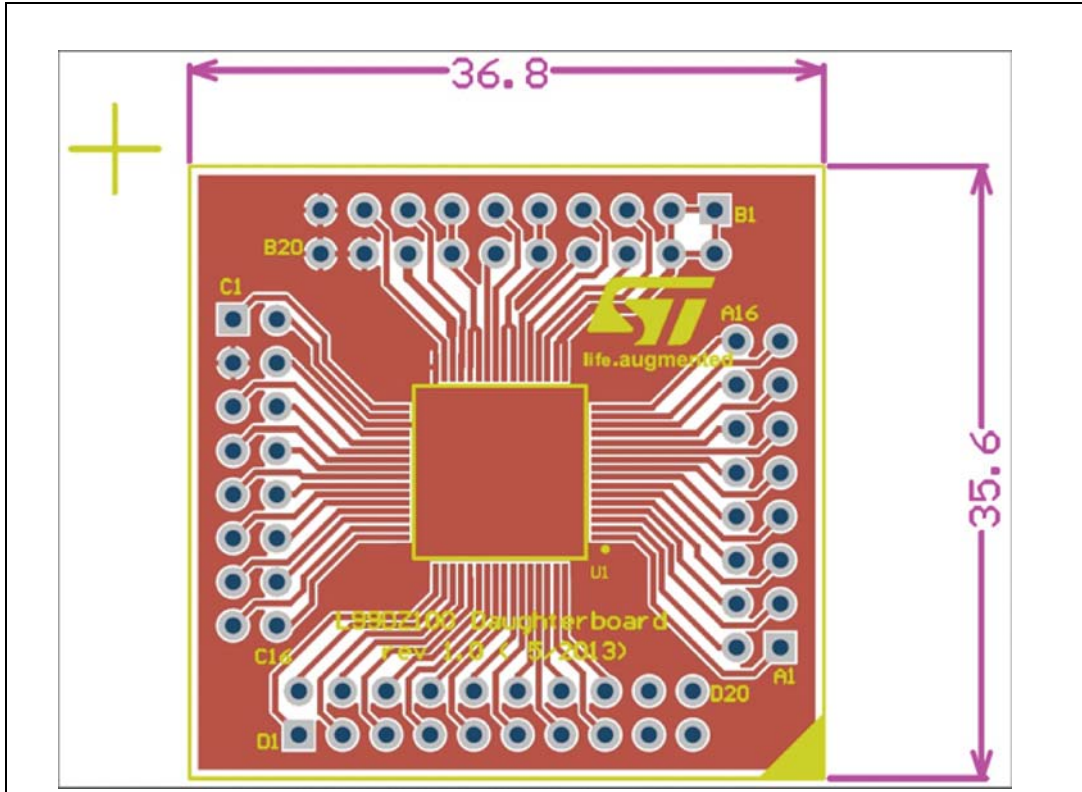 36.8
B1
B20
C1
A16
life.augmented
35.6
U1
L99DZ100 Daughterboard
rev 1.0 ( 5/2013)
C16
A1
D20
D1